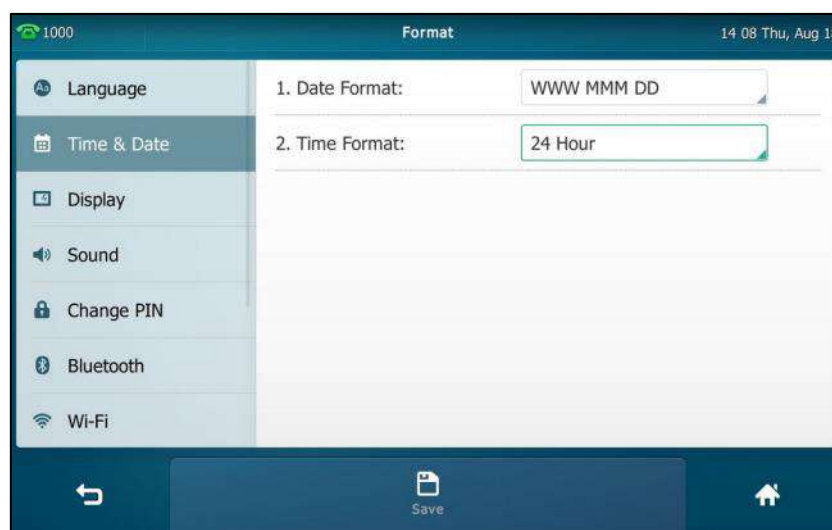 1000
Format
14 08 Thu, Aug
Language
1. Date Format:
WWW MMM DD
Time & Date
2. Time Format:
24 Hour
Display
Sound
Change PIN
Bluetooth
Wi-Fi
Save